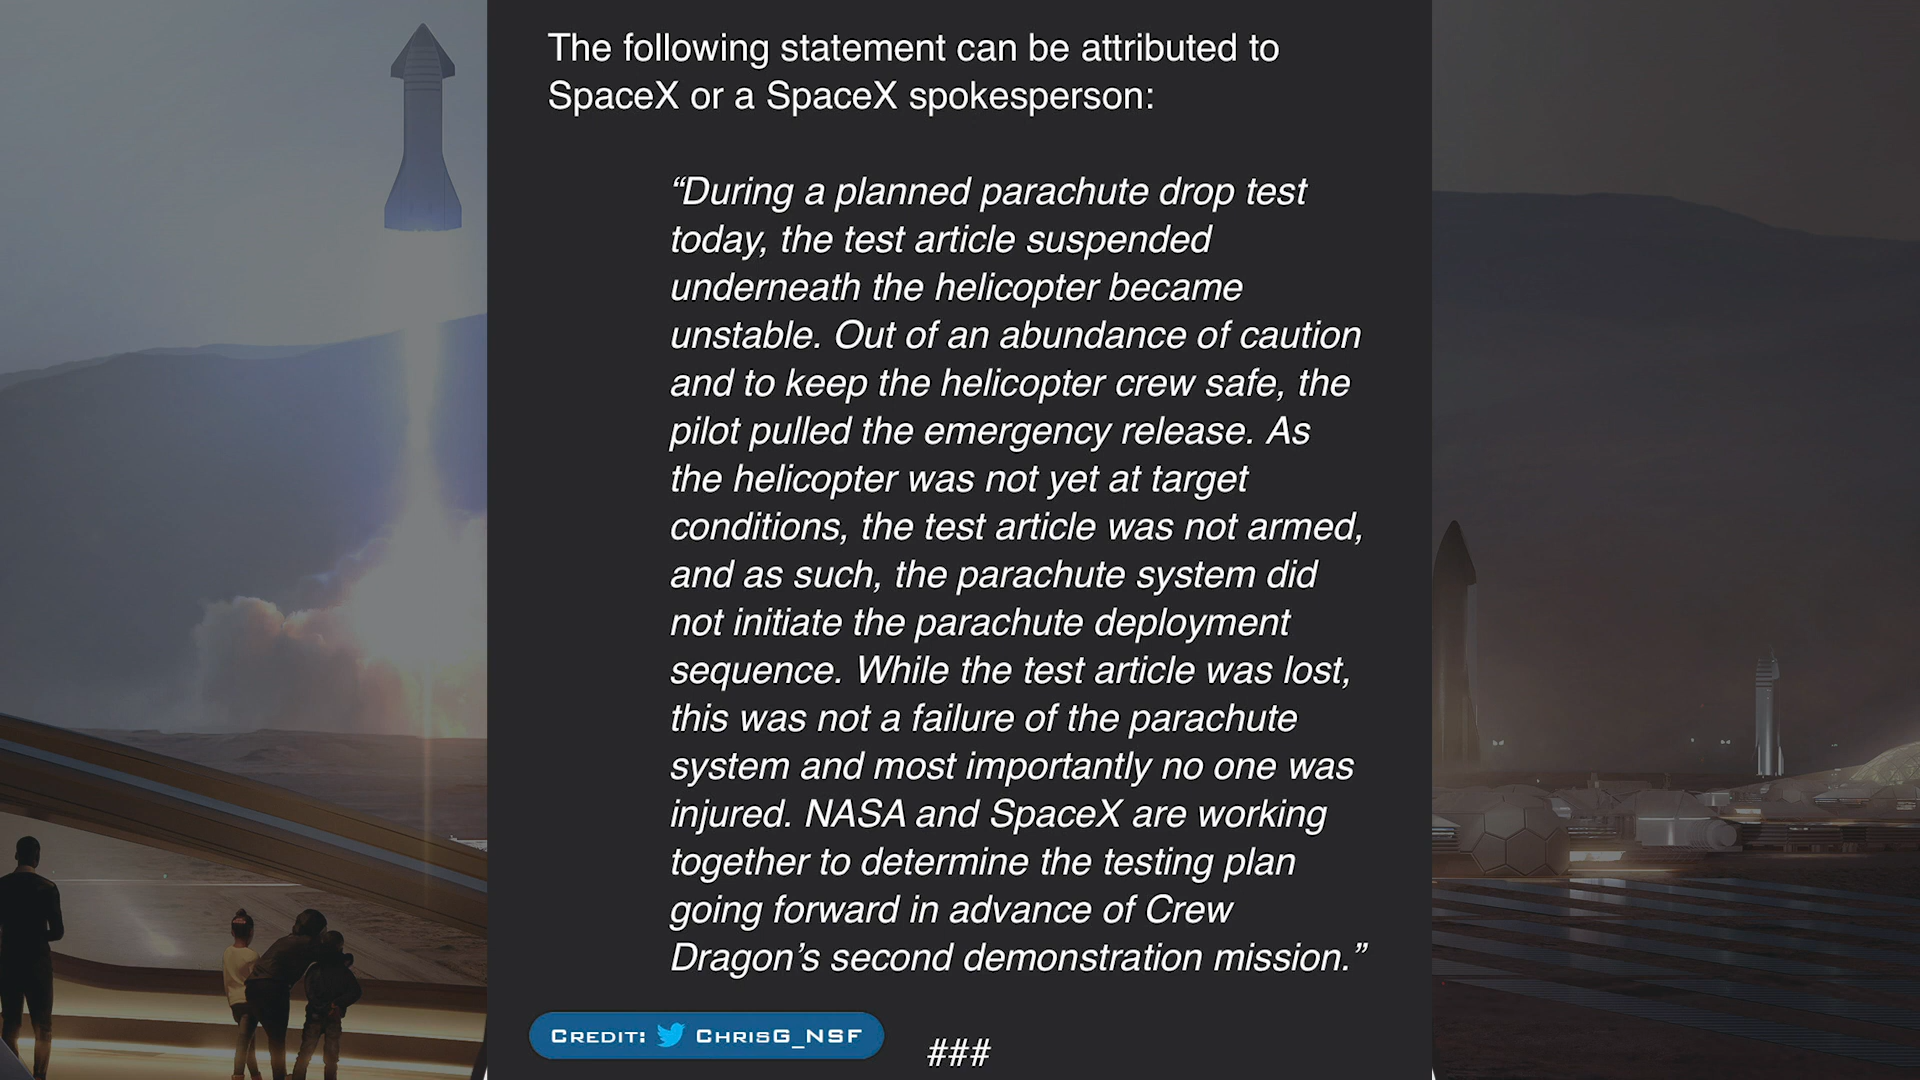 The following statement can be attributed to
SpaceX or a SpaceX spokesperson:
“During a planned parachute drop test
today, the test article suspended
underneath the helicopter became
unstable. Out of an abundance of caution
and to keep the helicopter crew safe, the
pilot pulled the emergency release. As
the helicopter was not yet at target
conditions, the test article was not armed,
and as such, the parachute system did
not initiate the parachute deployment
sequence. While the test article was lost,
this was not a failure of the parachute
system and most importantly no one was
injured. NASA and SpaceX are working
together to determine the testing plan
going forward in advance of Crew
Dragon’s second demonstration mission.”
Credit: ChrisG_NSF
###